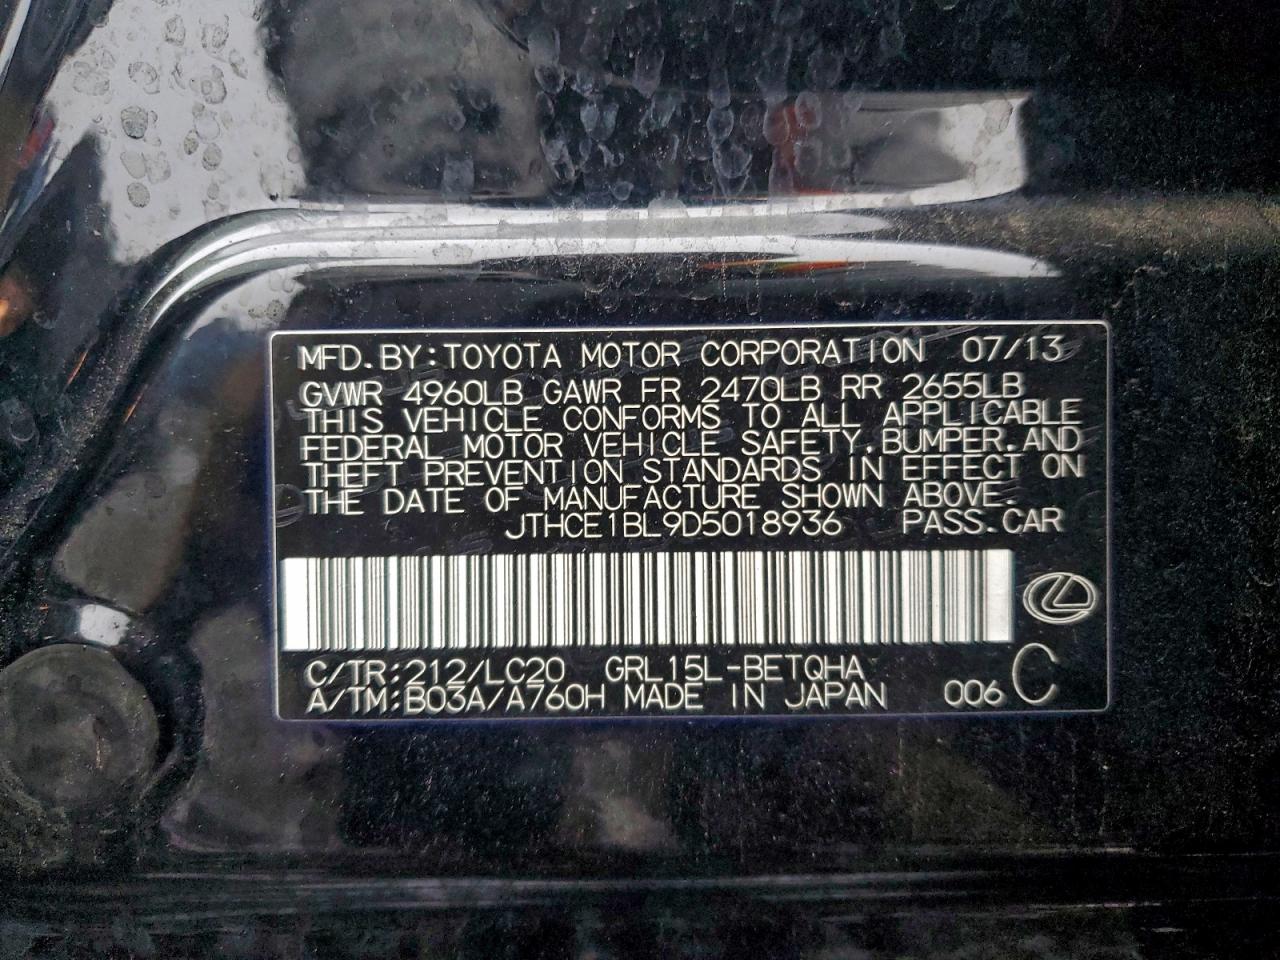 MFD.BY:TOYOTA MOTOR CORPORATION 07/13
GVWR 4960LB GAWR FR 2470LB RR 2655LB
THIS VEHICLE CONFORMS TO ALL APPLICABLE
FEDERAL MOTOR VEHICLE SAFETY,BUMPER,AND
THEFT PREVENTION STANDARDS IN EFFECT ON
THE DATE OF MANUFACTURE SHOWN ABOVE.
JTHCE1BL9D5018936 PASS.CAR
C/TR:212/LC20 GRL15L-BETQHA
A/TM:B03A/A760H MADE IN JAPAN 006 C